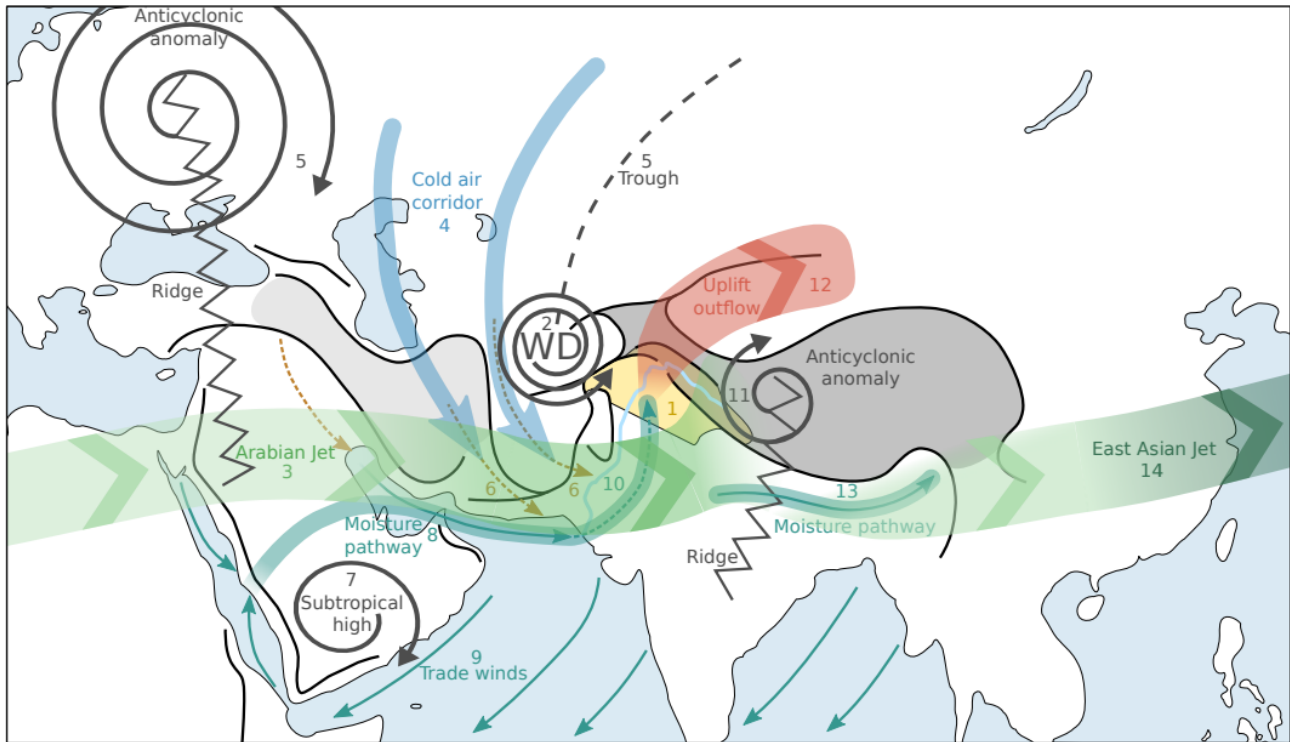 Anticyclonic
anomaly
5
Cold air
corridor
4
5
Trough
Ridge
2
WD
Uplift
outflow
12
Anticyclonic
anomaly
11
1
Arabian Jet
3
6
6
10
East Asian Jet
14
13
Moisture pathway
Moisture
pathway
8
Ridge
7
Subtropical
high
9
Trade winds